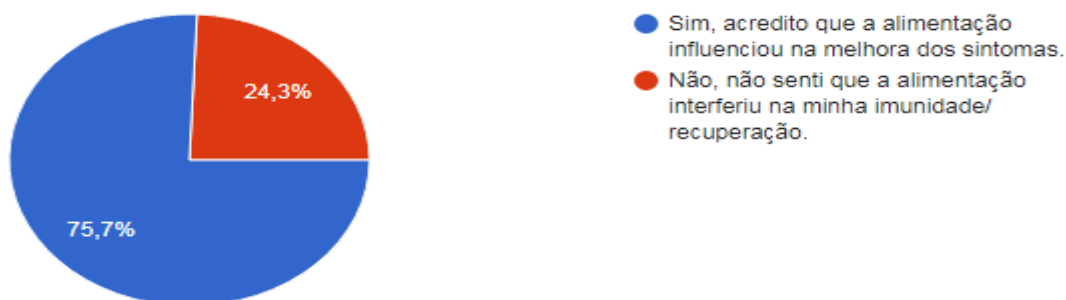 24,3%
75,7%
Sim, acredito que a alimentação
influenciou na melhora dos sintomas.
Não, não senti que a alimentação
interferiu na minha imunidade/
recuperação.